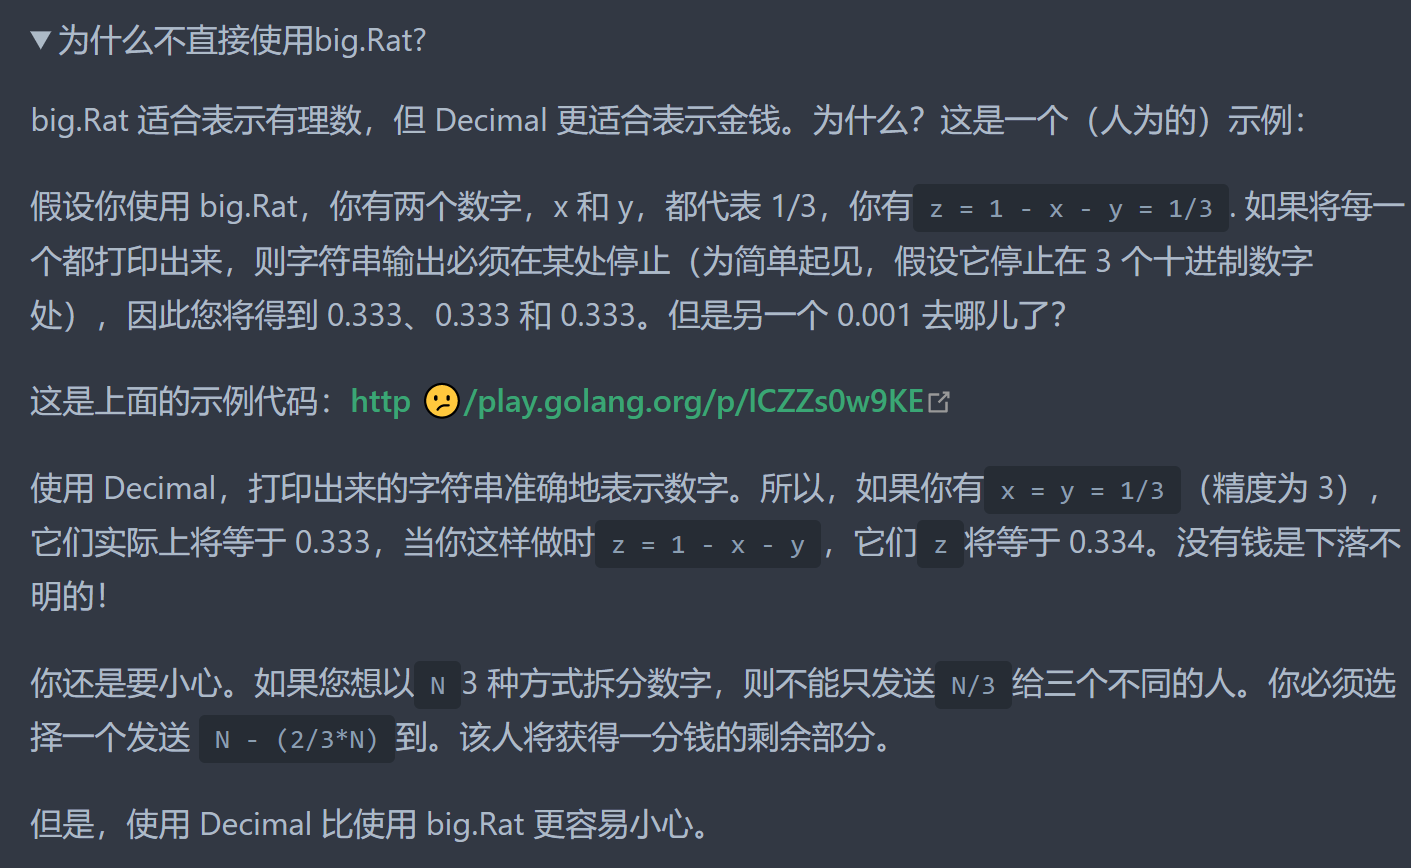 ▼为什么不直接使用big.Rat?
big.Rat 适合表示有理数，但 Decimal 更适合表示金钱。为什么？这是一个（人为的）示例：
假设你使用 big.Rat，你有两个数字，x 和 y，都代表 1/3，你有 z = 1 - x - y = 1/3 . 如果将每一
个都打印出来，则字符串输出必须在某处停止（为简单起见，假设它停止在 3 个十进制数字
处），因此您将得到 0.333、0.333 和 0.333。但是另一个 0.001 去哪儿了？
这是上面的示例代码：http 😕/play.golang.org/p/lCZZs0w9KE
使用 Decimal，打印出来的字符串准确地表示数字。所以，如果你有 x = y = 1/3 （精度为 3），
它们实际上将等于 0.333，当你这样做时 z = 1 - x - y ，它们 z 将等于 0.334。没有钱是下落不
明的！
你还是要小心。如果您想以 N 3 种方式拆分数字，则不能只发送 N/3 给三个不同的人。你必须选
择一个发送 N - (2/3*N) 到。该人将获得一分钱的剩余部分。
但是，使用 Decimal 比使用 big.Rat 更容易小心。